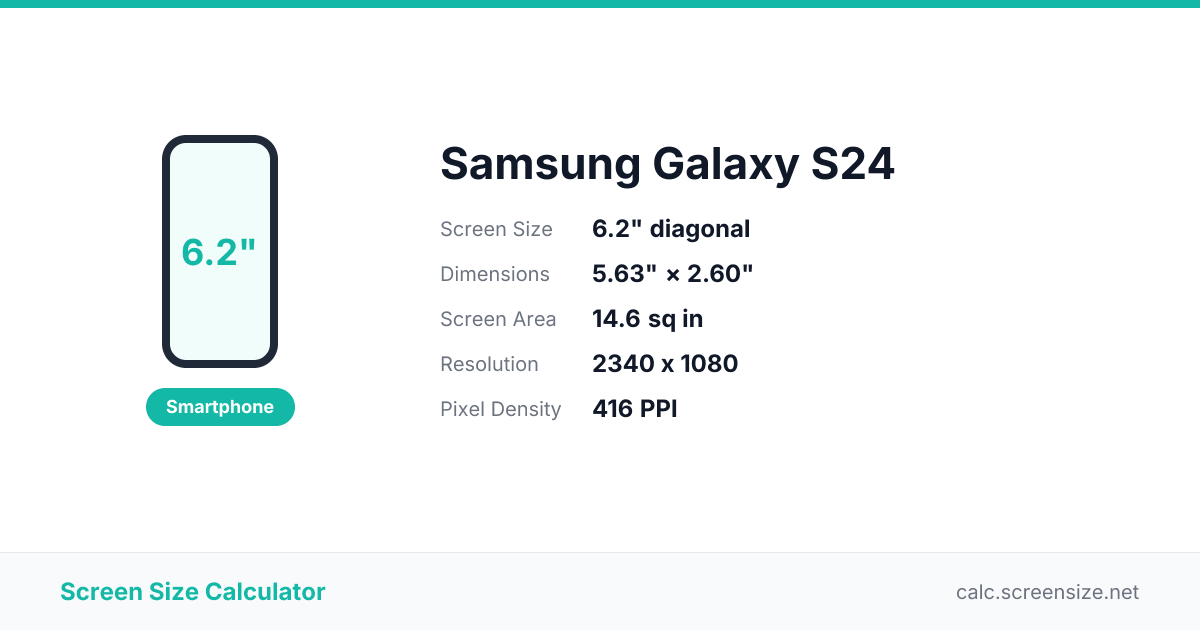 6.2"
Smartphone
Samsung Galaxy S24
Screen Size 6.2" diagonal
Dimensions 5.63" × 2.60"
Screen Area 14.6 sq in
Resolution 2340 x 1080
Pixel Density 416 PPI
Screen Size Calculator
calc.screensize.net